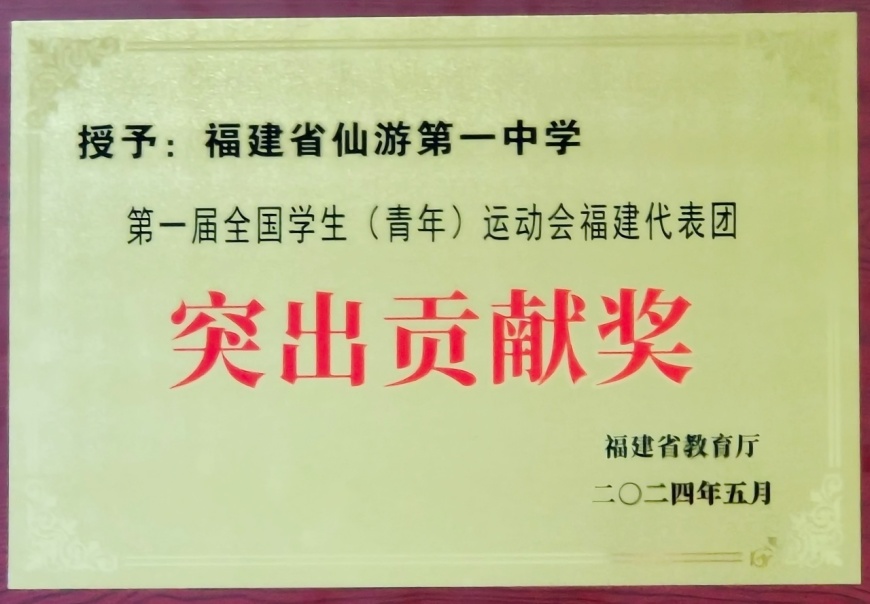 授予：福建省仙游第一中学
第一届全国学生（青年）运动会福建代表团
突出贡献奖
福建省教育厅
二〇二四年五月